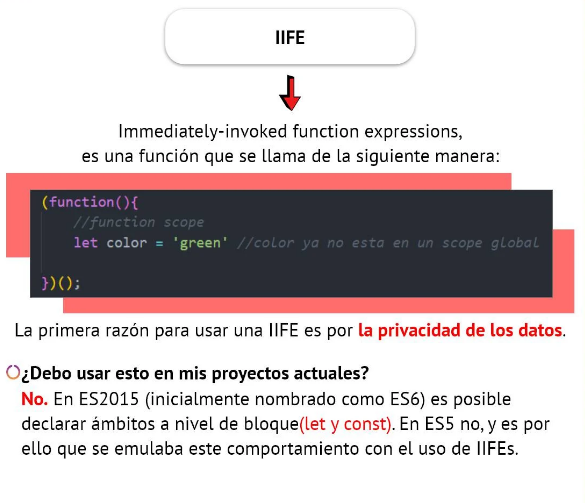 IIFE
Immediately-invoked function expressions,
es una función que se llama de la siguiente manera:
(function(){
//function scope
let color = 'green' //color ya no esta en un scope global
})();
La primera razón para usar una IIFE es por la privacidad de los datos.
¿Debo usar esto en mis proyectos actuales?
No. En ES2015 (inicialmente nombrado como ES6) es posible
declarar ámbitos a nivel de bloque(let y const). En ES5 no, y es por
ello que se emulaba este comportamiento con el uso de IIFEs.